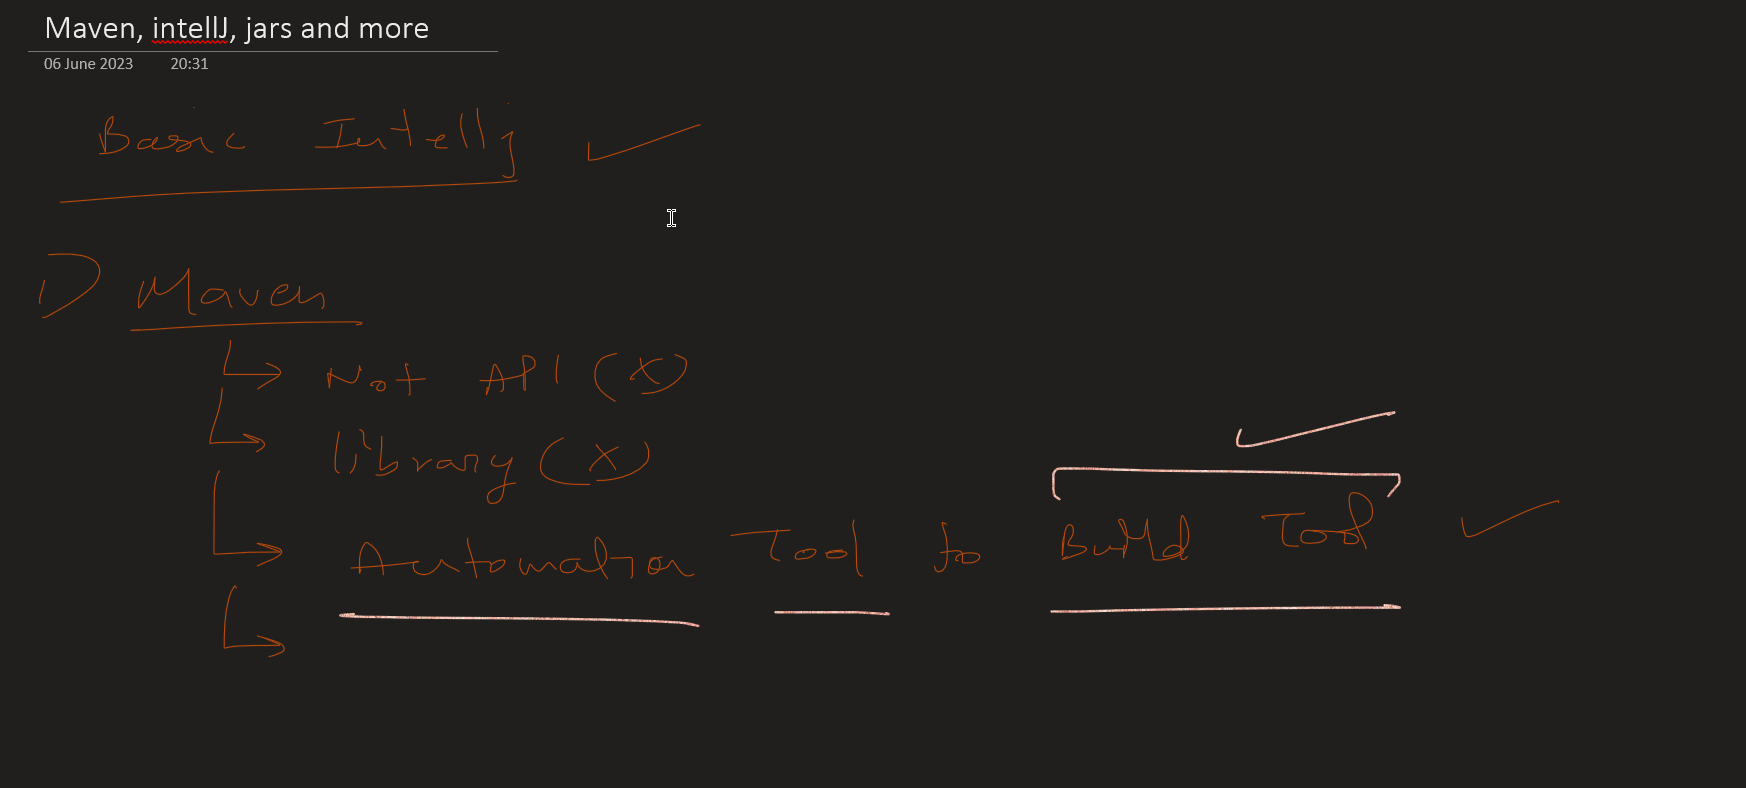 Maven, intellJ, jars and more
06 June 2023 20:31
Basic Intellj
1) Maven
Not API (x)
library (x)
Automation Tool to Build Tool